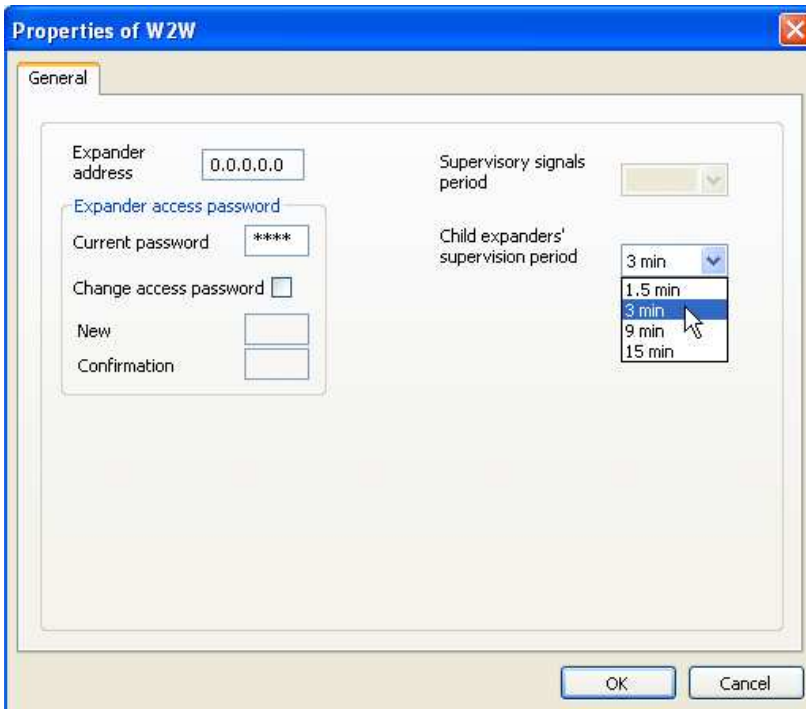 Properties of W2W
General
Expander
address
0.0.0.0.0
Expander access password
Current password
****
Change access password
New
Confirmation
Supervisory signals
period
Child expanders'
supervision period
3 min
1.5 min
3 min
9 min
15 min
OK
Cancel